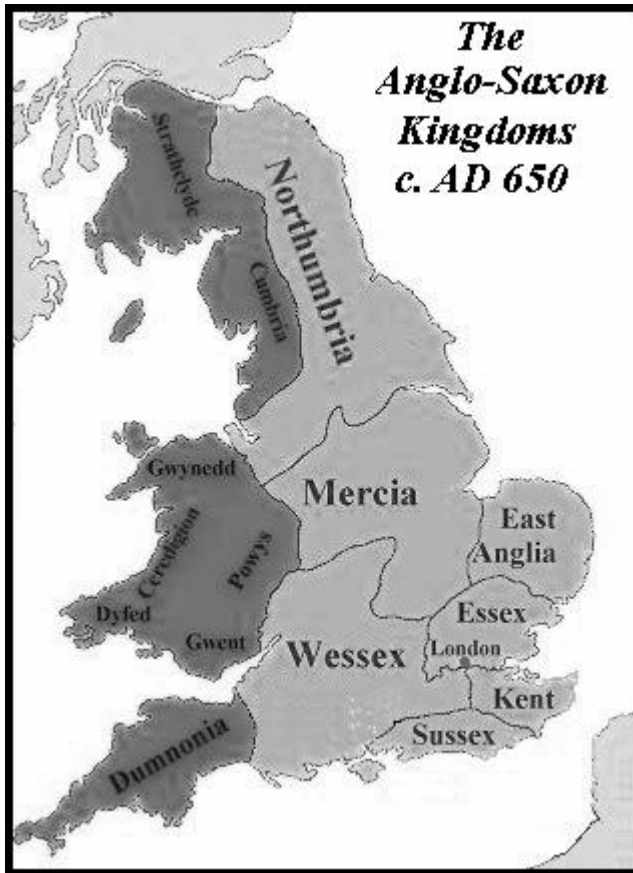 The
Anglo-Saxon
Kingdoms
c. AD 650
Strathclyde
Northumbria
Cumbria
Gwynedd
Mercia
East
Anglia
Ceredigion
Powys
Dyfed
Essex
Gwent
Wessex
London
Kent
Sussex
Dumnonia